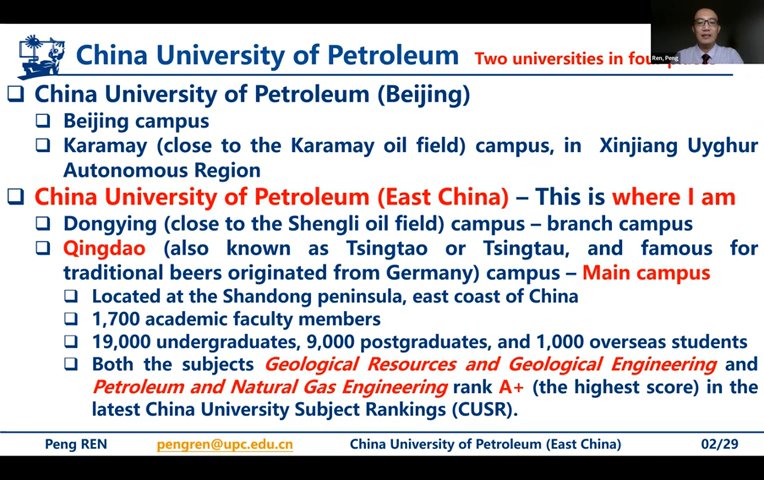 China University of Petroleum Two universities in four
Ren, Peng
China University of Petroleum (Beijing)
Beijing campus
Karamay (close to the Karamay oil field) campus, in Xinjiang Uyghur
Autonomous Region
China University of Petroleum (East China) – This is where I am
Dongying (close to the Shengli oil field) campus – branch campus
Qingdao (also known as Tsingtao or Tsingtau, and famous for
traditional beers originated from Germany) campus – Main campus
Located at the Shandong peninsula, east coast of China
1,700 academic faculty members
19,000 undergraduates, 9,000 postgraduates, and 1,000 overseas students
Both the subjects Geological Resources and Geological Engineering and
Petroleum and Natural Gas Engineering rank A+ (the highest score) in the
latest China University Subject Rankings (CUSR).
Peng REN pengren@upc.edu.cn China University of Petroleum (East China) 02/29